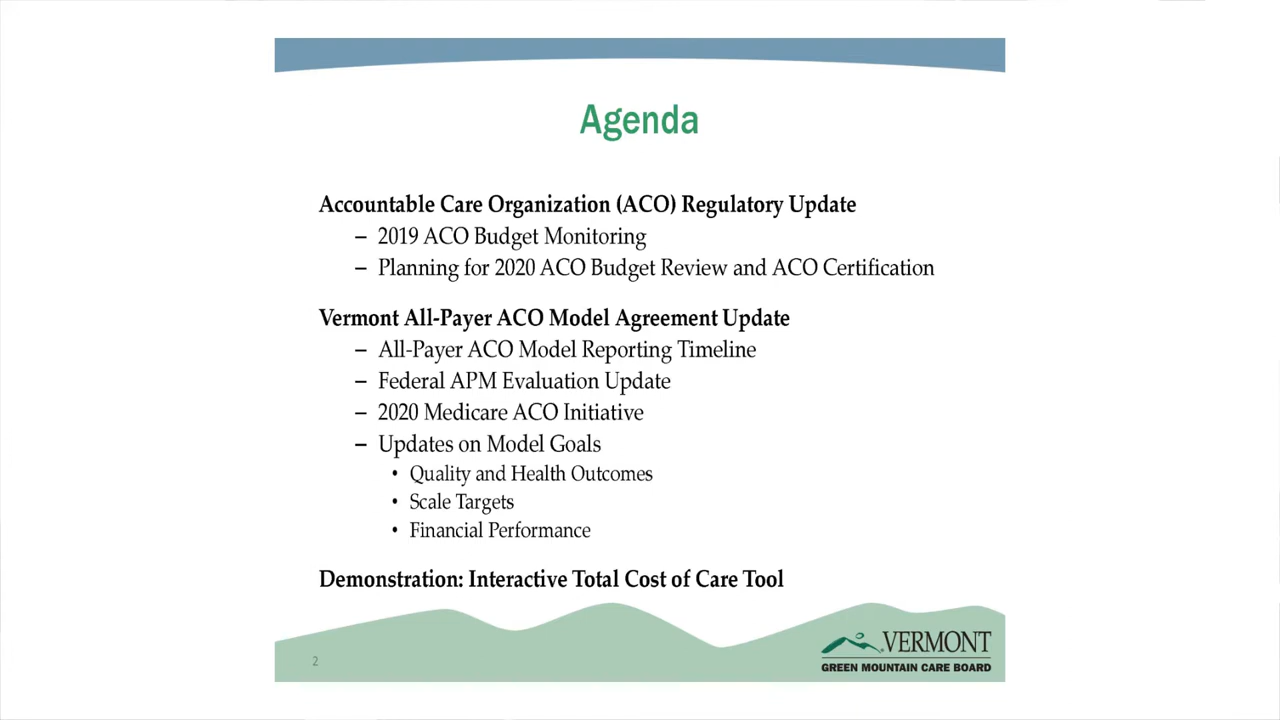 Agenda
Accountable Care Organization (ACO) Regulatory Update
– 2019 ACO Budget Monitoring
– Planning for 2020 ACO Budget Review and ACO Certification
Vermont All-Payer ACO Model Agreement Update
– All-Payer ACO Model Reporting Timeline
– Federal APM Evaluation Update
– 2020 Medicare ACO Initiative
– Updates on Model Goals
• Quality and Health Outcomes
• Scale Targets
• Financial Performance
Demonstration: Interactive Total Cost of Care Tool
2
VERMONT
GREEN MOUNTAIN CARE BOARD